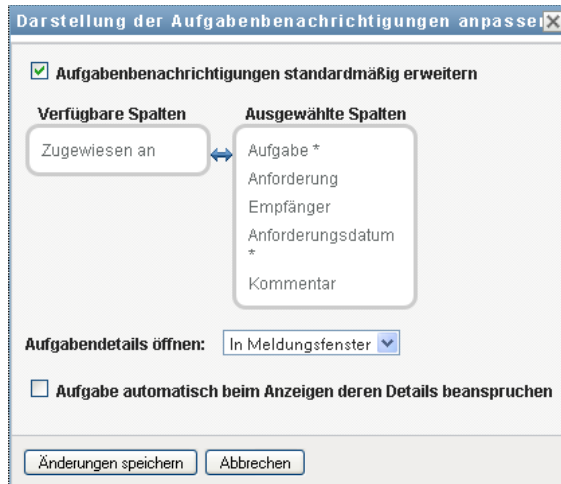 Darstellung der Aufgabenbenachrichtigungen anpassen
Aufgabenbenachrichtigungen standardmäßig erweitern
Verfügbare Spalten
Ausgewählte Spalten
Zugewiesen an
Aufgabe *
Anforderung
Empfänger
Anforderungsdatum
*
Kommentar
Aufgabendetails öffnen:
In Meldungsfenster
Aufgabe automatisch beim Anzeigen deren Details beanspruchen
Änderungen speichern
Abbrechen